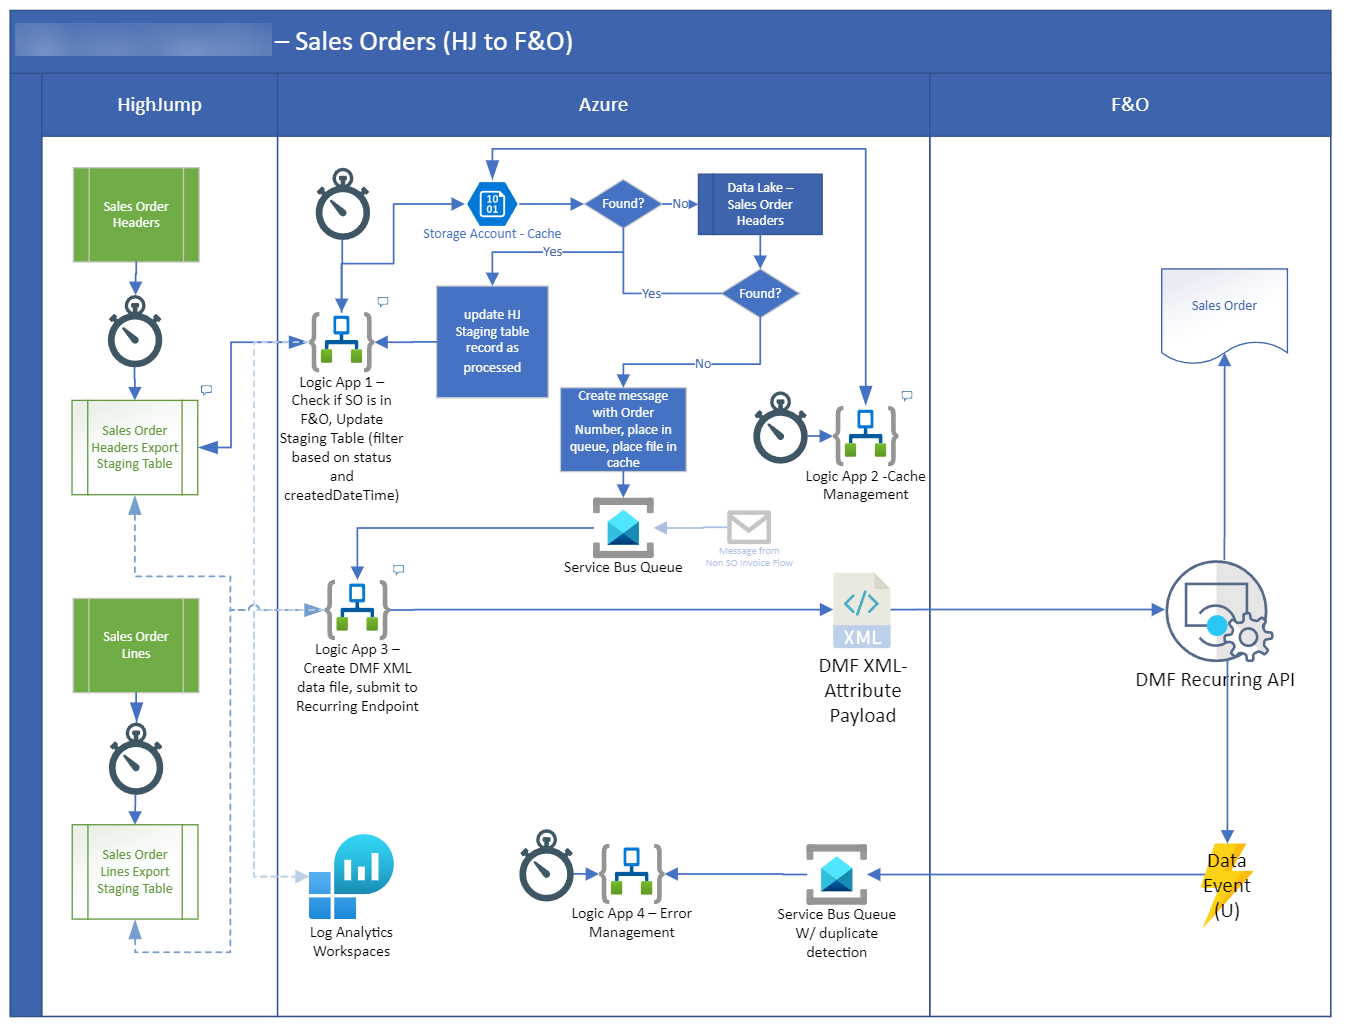 – Sales Orders (HJ to F&O)
HighJump
Azure
F&O
Sales Order
Headers
Sales Order
Headers Export
Staging Table
Sales Order
Lines
Sales Order
Lines Export
Staging Table
10
01
Storage Account - Cache
Found?
No
Data Lake –
Sales Order
Headers
Yes
Found?
Yes
No
update HJ
Staging table
record as
processed
Logic App 1 –
Check if SO is in
F&O, Update
Staging Table (filter
based on status
and
createdDateTime)
Create message
with Order
Number, place in
queue, place file in
cache
Logic App 2 -Cache
Management
Service Bus Queue
Message from
Non SO Invoice Flow
Logic App 3 –
Create DMF XML
data file, submit to
Recurring Endpoint
</>
XML
DMF XML-
Attribute
Payload
Log Analytics
Workspaces
Logic App 4 – Error
Management
Service Bus Queue
W/ duplicate
detection
Sales Order
DMF Recurring API
Data
Event
(U)